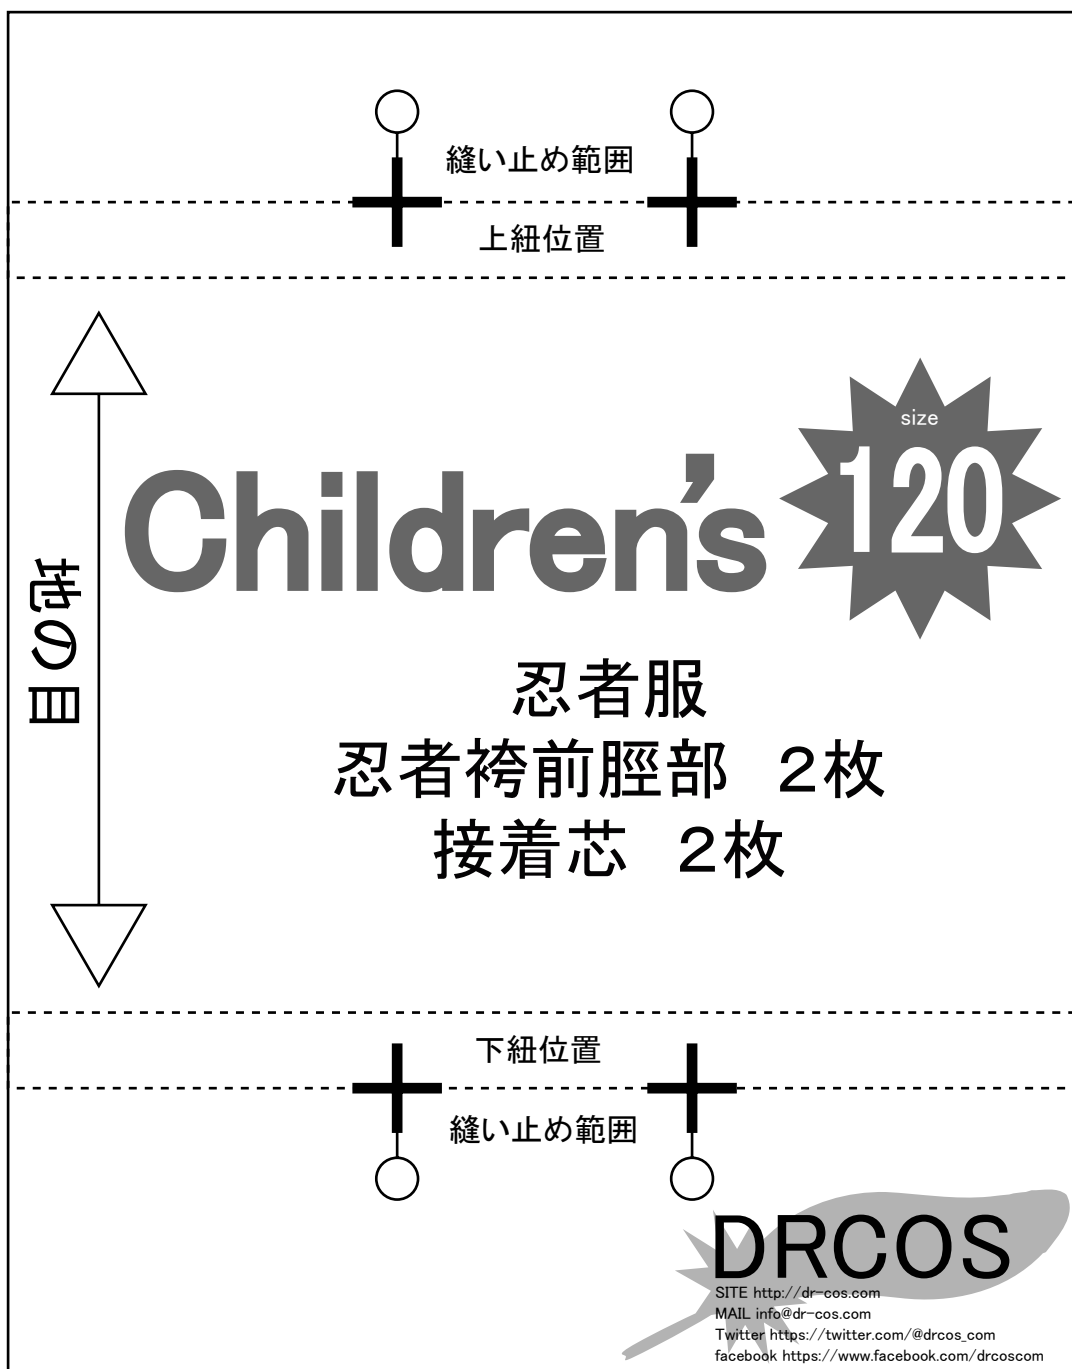 縫い止め範囲
上紐位置
size
120
Children's
地の目
忍者服
忍者袴前脛部　２枚
接着芯　２枚
下紐位置
縫い止め範囲
DRCOS
SITE http://dr-cos.com
MAIL info@dr-cos.com
Twitter https://twitter.com/@drcos_com
facebook https://www.facebook.com/drcoscom